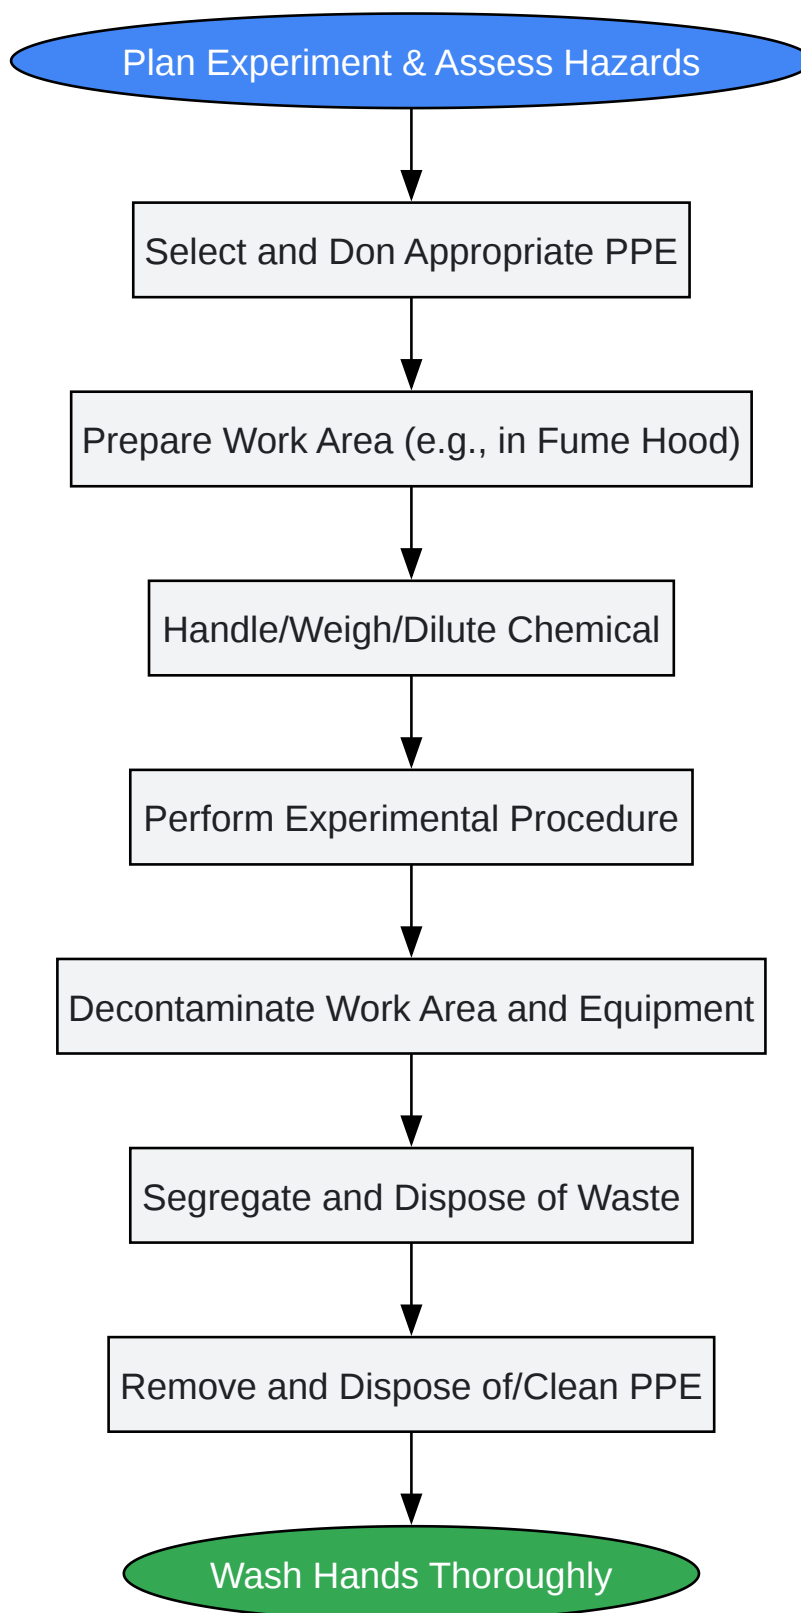 Plan Experiment & Assess Hazards
Select and Don Appropriate PPE
Prepare Work Area (e.g., in Fume Hood)
Handle/Weigh/Dilute Chemical
Perform Experimental Procedure
Decontaminate Work Area and Equipment
Segregate and Dispose of Waste
Remove and Dispose of/Clean PPE
Wash Hands Thoroughly